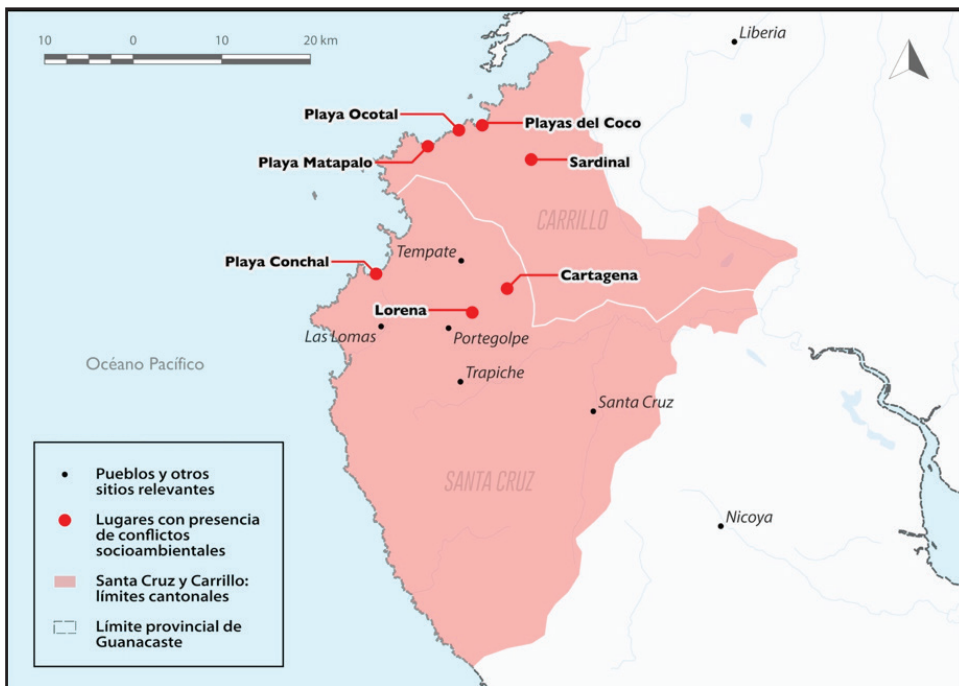 10 0 10 20 km
Liberia
Playa Ocotal
Playas del Coco
Playa Matapalo
Sardinal
CARRILLO
Tempate
Playa Conchal
Cartagena
Lorena
Las Lomas
Portegolpe
Océano Pacífico
Trapiche
Santa Cruz
SANTA CRUZ
Nicoya
Pueblos y otros
sitios relevantes
Lugares con presencia
de conflictos
socioambientales
Santa Cruz y Carrillo:
límites cantonales
Límite provincial de
Guanacaste